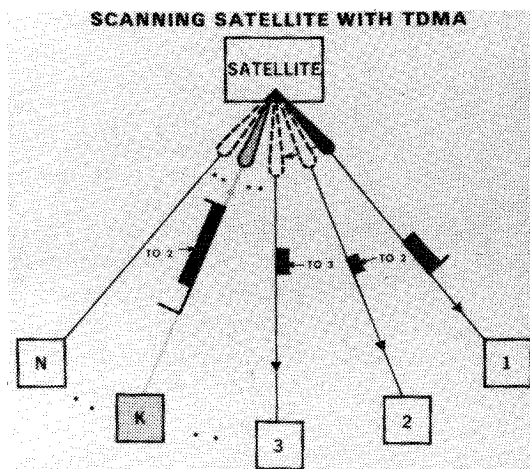 SCANNING SATELLITE WITH TDMA
SATELLITE
TO 2
TO 3
TO 2
N
K
3
2
1